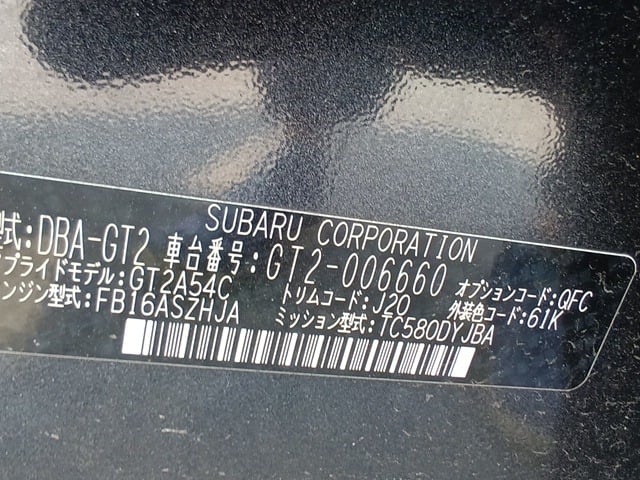 SUBARU CORPORATION
型式:DBA-GT2 車台番号:GT2-006660 オプションコード:QFC
プライドモデル:GT2A54C トリムコード:J20 外装色コード:61K
ンジン型式:FB16ASZHJA ミッション型式:TC580DYJBA